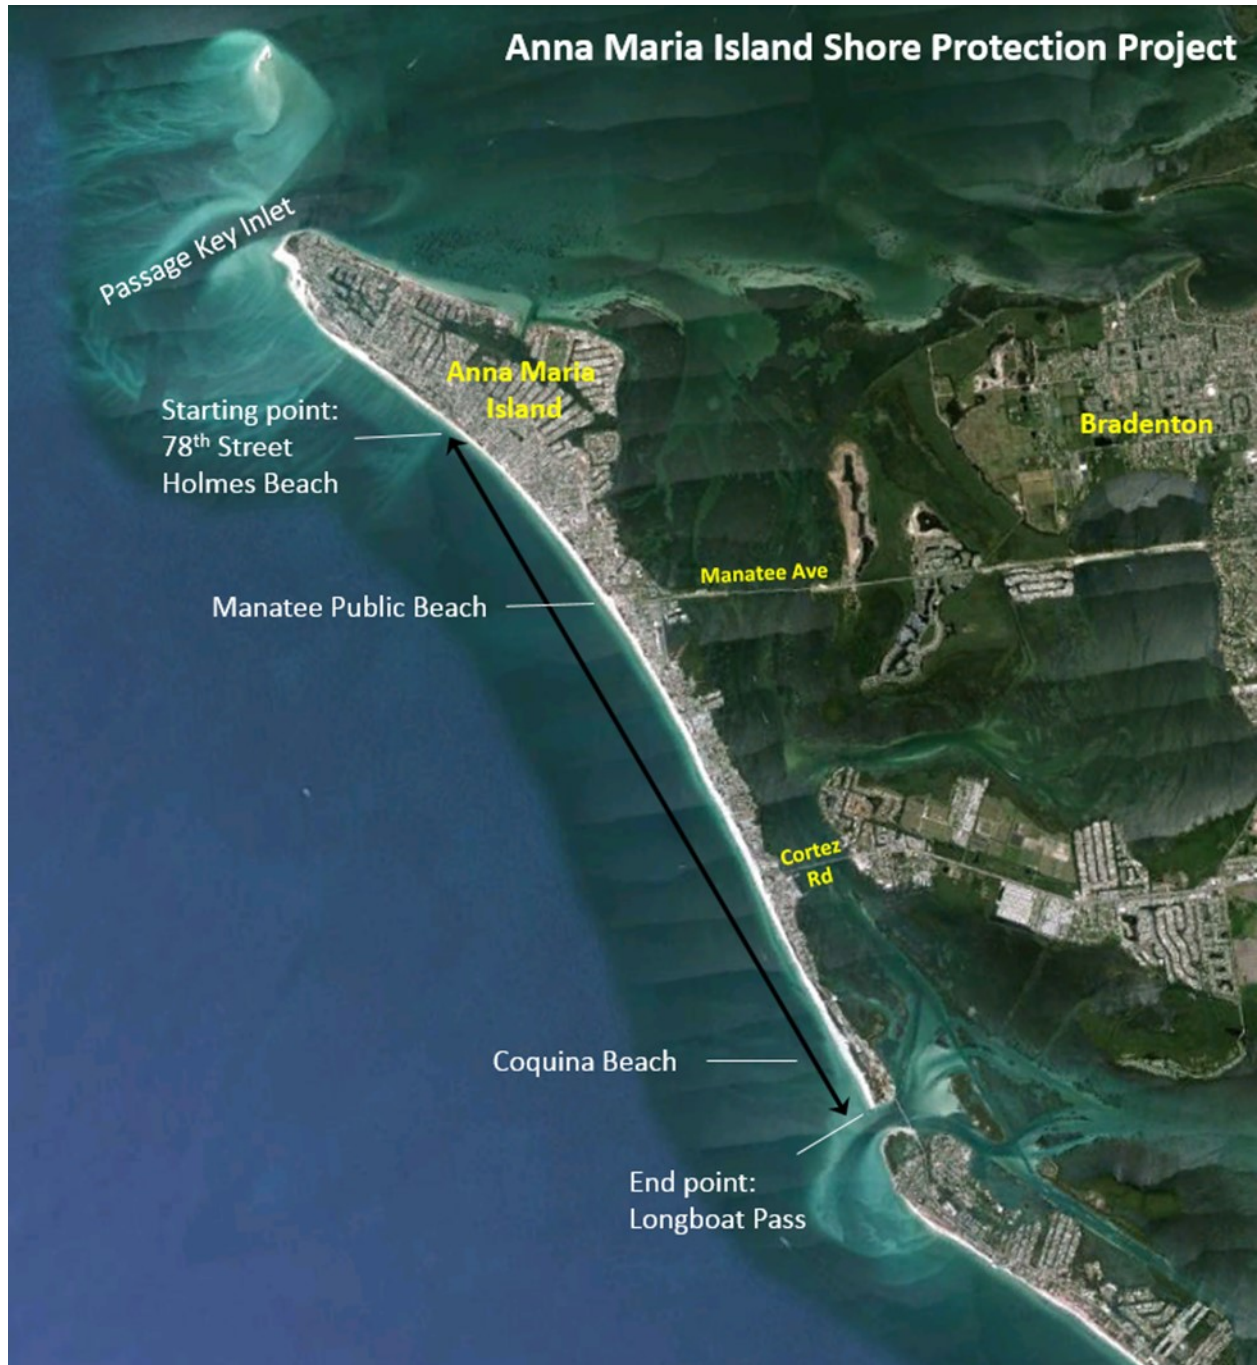 Anna Maria Island Shore Protection Project
Passage Key Inlet
Anna Maria
Island
Starting point:
78th Street
Holmes Beach
Bradenton
Manatee Ave
Manatee Public Beach
Cortez
Rd
Coquina Beach
End point:
Longboat Pass